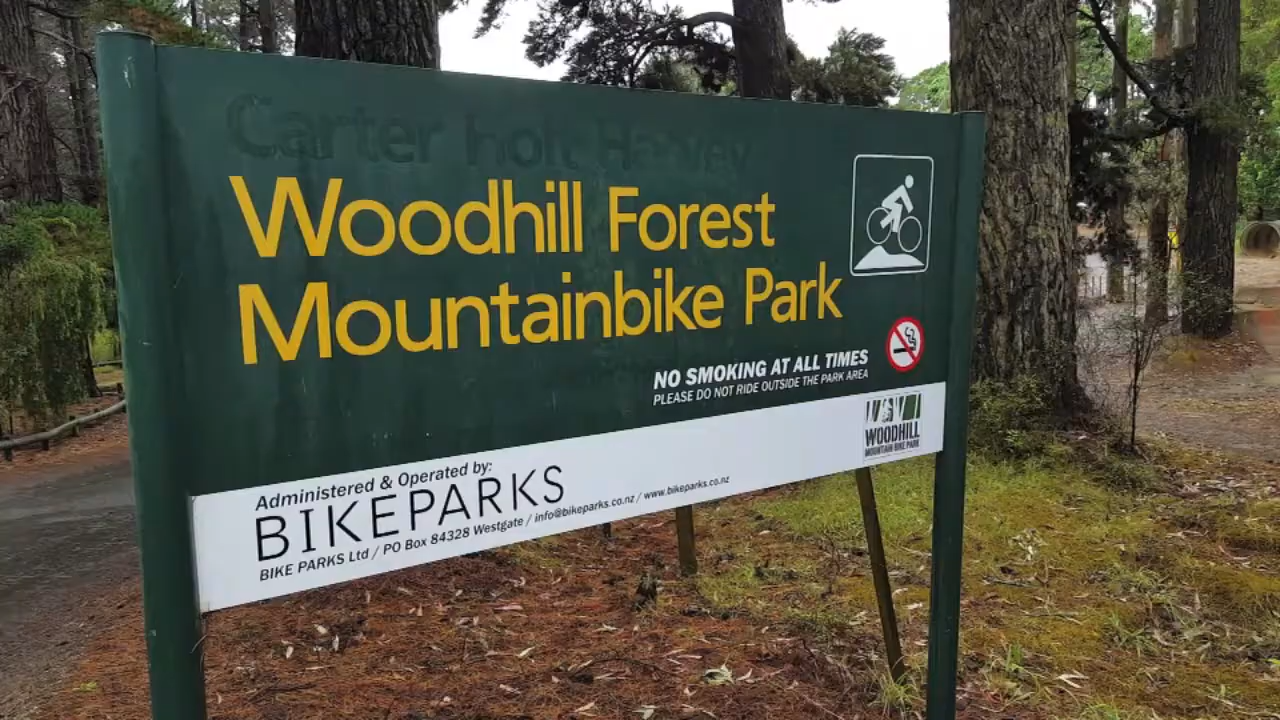 Carter Holt Harvey
Woodhill Forest
Mountainbike Park
NO SMOKING AT ALL TIMES
PLEASE DO NOT RIDE OUTSIDE THE PARK AREA
WOODHILL
MOUNTAIN BIKE PARK
Administered & Operated by:
BIKEPARKS
BIKE PARKS Ltd / PO Box 84328 Westgate / info@bikeparks.co.nz / www.bikeparks.co.nz